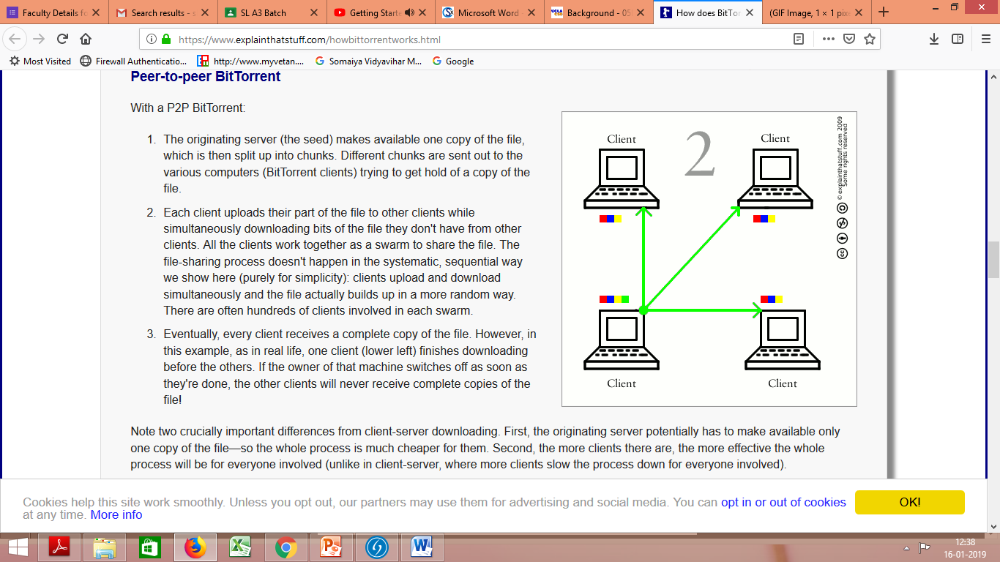 Faculty Details fo
Search results - s
SL A3 Batch
Getting Starte
Microsoft Word
Background - 05l
How does BitTor
(GIF Image, 1 × 1 pixe
https://www.explainthatstuff.com/howbittorrentworks.html
Most Visited
Firewall Authenticatio...
http://www.myvetan....
Somaiya Vidyavihar M...
Google
Peer-to-peer BitTorrent
With a P2P BitTorrent:
1. The originating server (the seed) makes available one copy of the file,
which is then split up into chunks. Different chunks are sent out to the
various computers (BitTorrent clients) trying to get hold of a copy of the
file.
2. Each client uploads their part of the file to other clients while
simultaneously downloading bits of the file they don't have from other
clients. All the clients work together as a swarm to share the file. The
file-sharing process doesn't happen in the systematic, sequential way
we show here (purely for simplicity): clients upload and download
simultaneously and the file actually builds up in a more random way.
There are often hundreds of clients involved in each swarm.
3. Eventually, every client receives a complete copy of the file. However, in
this example, as in real life, one client (lower left) finishes downloading
before the others. If the owner of that machine switches off as soon as
they're done, the other clients will never receive complete copies of the
file!
Client
2
Client
Client
Client
© explainthatstuff.com 2009
Some rights reserved
cc
Note two crucially important differences from client-server downloading. First, the originating server potentially has to make available only
one copy of the file—so the whole process is much cheaper for them. Second, the more clients there are, the more effective the whole
process will be for everyone involved (unlike in client-server, where more clients slow the process down for everyone involved).
Cookies help this site work smoothly. Unless you opt out, our partners may use them for advertising and social media. You can opt in or out of cookies
at any time. More info
OK!
12:38
16-01-2019